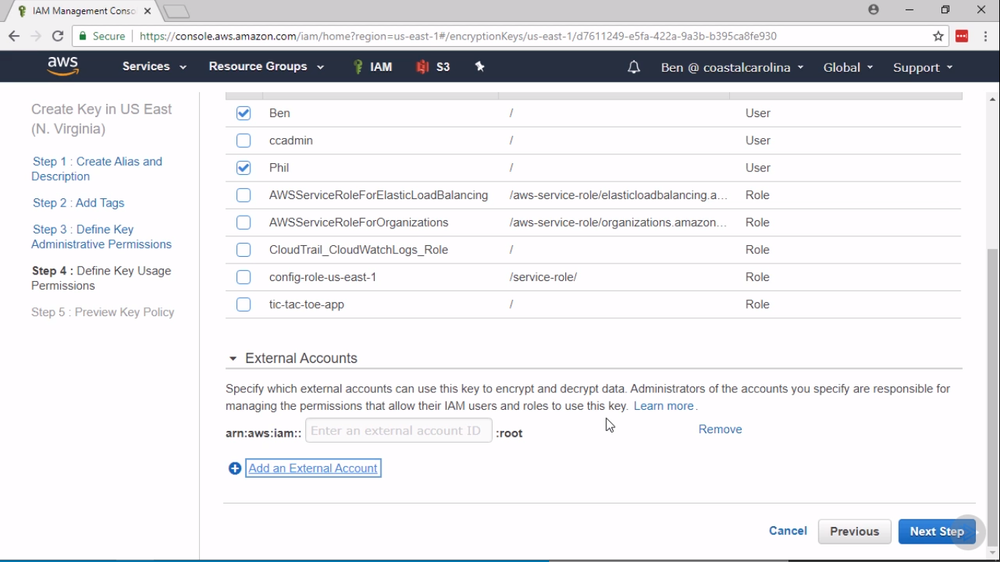 IAM Management Conso
Secure https://console.aws.amazon.com/iam/home?region=us-east-1#/encryptionKeys/us-east-1/d7611249-e5fa-422a-9a3b-b395ca8fe930
aws Services Resource Groups IAM S3 Ben @ coastalcarolina Global Support
Create Key in US East
(N. Virginia)
Step 1 : Create Alias and
Description
Step 2 : Add Tags
Step 3 : Define Key
Administrative Permissions
Step 4 : Define Key Usage
Permissions
Step 5 : Preview Key Policy
Ben / User
ccadmin / User
Phil / User
AWSServiceRoleForElasticLoadBalancing /aws-service-role/elasticloadbalancing.a... Role
AWSServiceRoleForOrganizations /aws-service-role/organizations.amazon... Role
CloudTrail_CloudWatchLogs_Role / Role
config-role-us-east-1 /service-role/ Role
tic-tac-toe-app / Role
External Accounts
Specify which external accounts can use this key to encrypt and decrypt data. Administrators of the accounts you specify are responsible for
managing the permissions that allow their IAM users and roles to use this key. Learn more.
arn:aws:iam:: Enter an external account ID :root Remove
Add an External Account
Cancel Previous Next Step